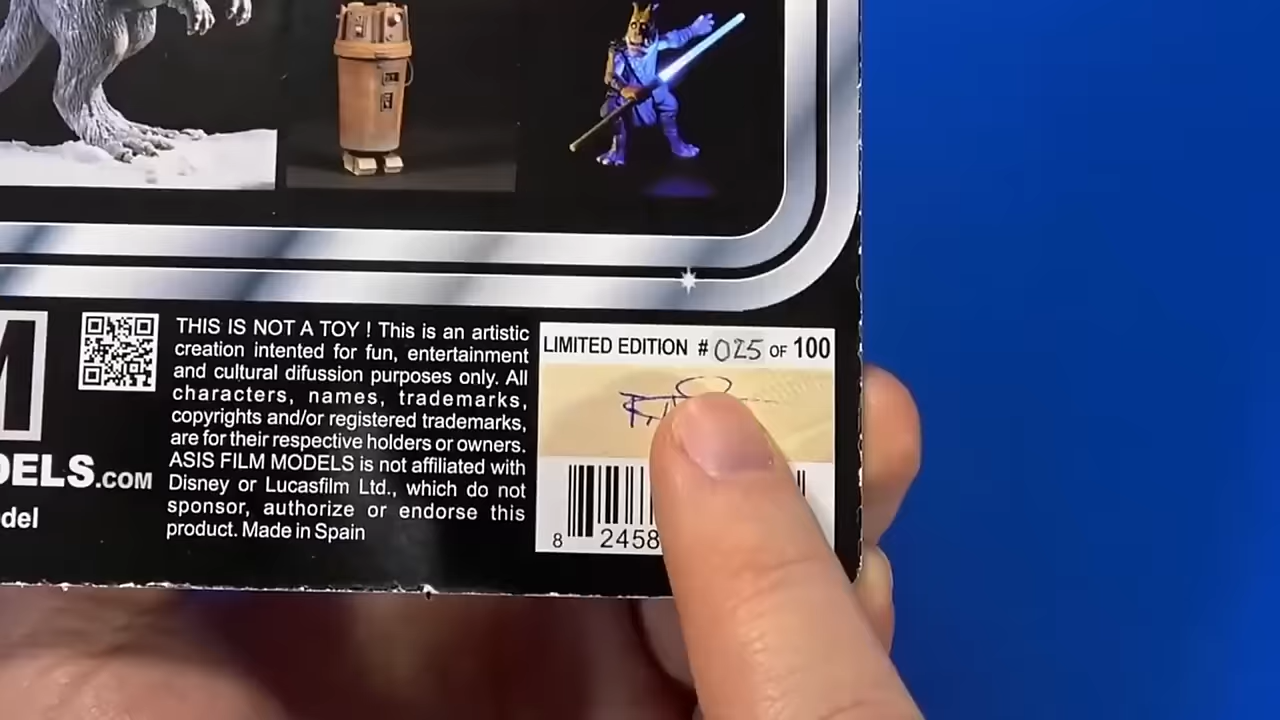 THIS IS NOT A TOY ! This is an artistic
creation intented for fun, entertainment
and cultural difussion purposes only. All
characters, names, trademarks,
copyrights and/or registered trademarks,
are for their respective holders or owners.
ASIS FILM MODELS is not affiliated with
Disney or Lucasfilm Ltd., which do not
sponsor, authorize or endorse this
product. Made in Spain
LIMITED EDITION # 025 OF 100
8 2458
DELS.COM
del